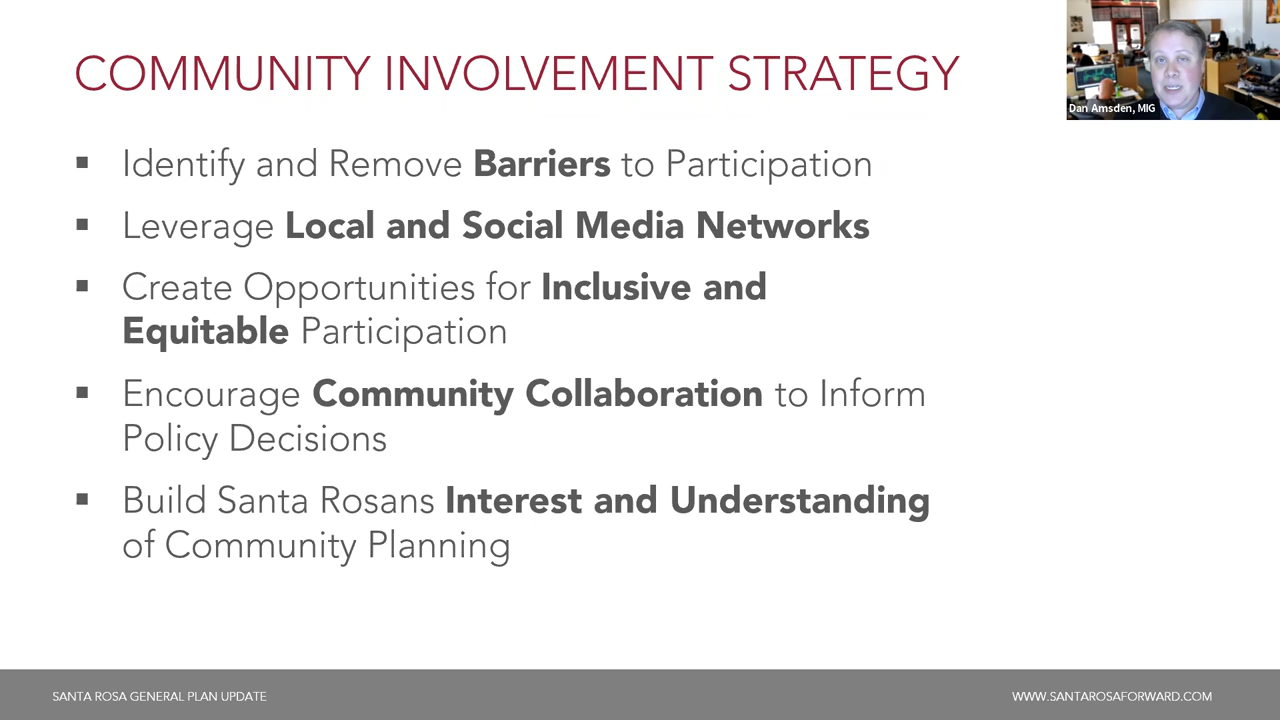 COMMUNITY INVOLVEMENT STRATEGY
Dan Amsden, MIG
▪ Identify and Remove Barriers to Participation
▪ Leverage Local and Social Media Networks
▪ Create Opportunities for Inclusive and
Equitable Participation
▪ Encourage Community Collaboration to Inform
Policy Decisions
▪ Build Santa Rosans Interest and Understanding
of Community Planning
SANTA ROSA GENERAL PLAN UPDATE
WWW.SANTAROSAFORWARD.COM